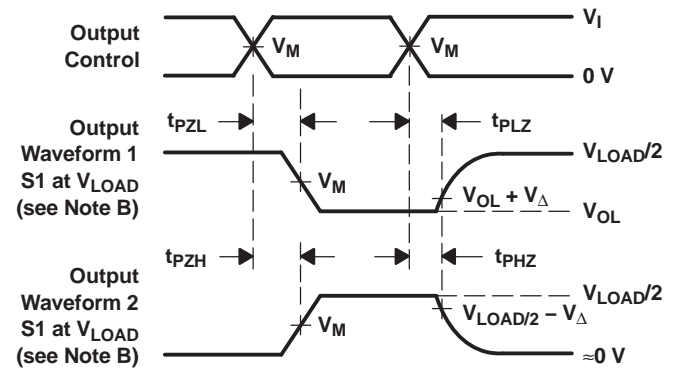 Output
Control
V_M
V_M
V_I
0 V
t_PZL
t_PLZ
Output
Waveform 1
S1 at V_LOAD
(see Note B)
V_M
V_LOAD/2
V_OL + V_Δ
V_OL
t_PZH
t_PHZ
Output
Waveform 2
S1 at V_LOAD
(see Note B)
V_M
V_LOAD/2
V_LOAD/2 − V_Δ
≈0 V